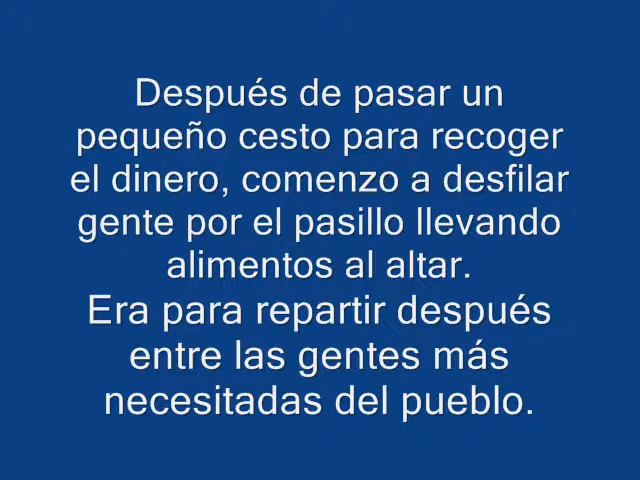 Después de pasar un
pequeño cesto para recoger
el dinero, comenzo a desfilar
gente por el pasillo llevando
alimentos al altar.
Era para repartir después
entre las gentes más
necesitadas del pueblo.